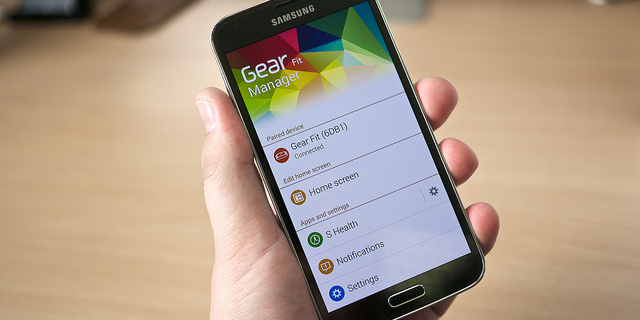 SAMSUNG
Gear Fit
Manager
Paired device
Gear Fit (6DB1)
Connected.
Edit home screen
Home screen
Apps and settings
S Health
Notifications
Settings